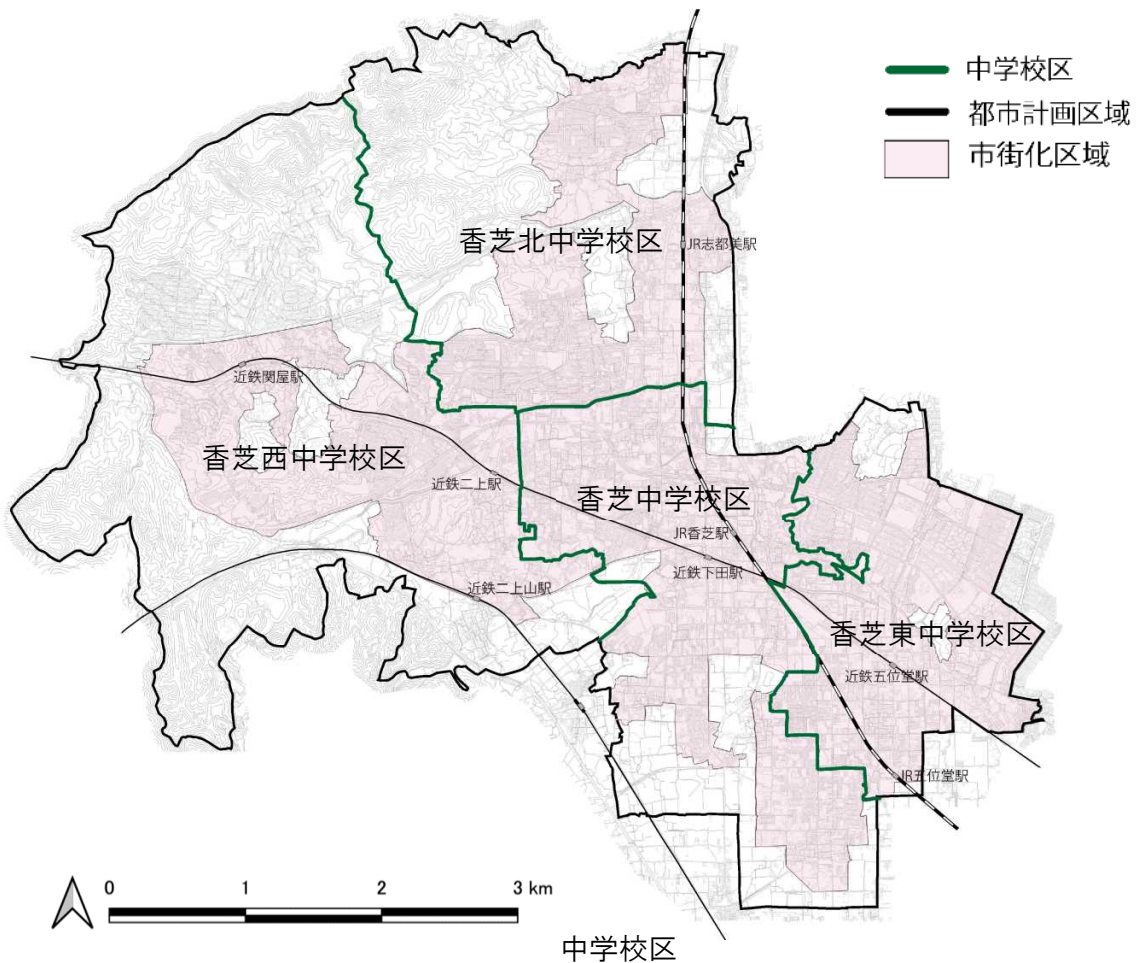 中学校区
都市計画区域
市街化区域
香芝北中学校区
JR志都美駅
近鉄関屋駅
香芝西中学校区
近鉄二上駅
香芝中学校区
JR香芝駅
近鉄下田駅
近鉄二上山駅
香芝東中学校区
近鉄五位堂駅
JR五位堂駅
0 1 2 3 km
中学校区